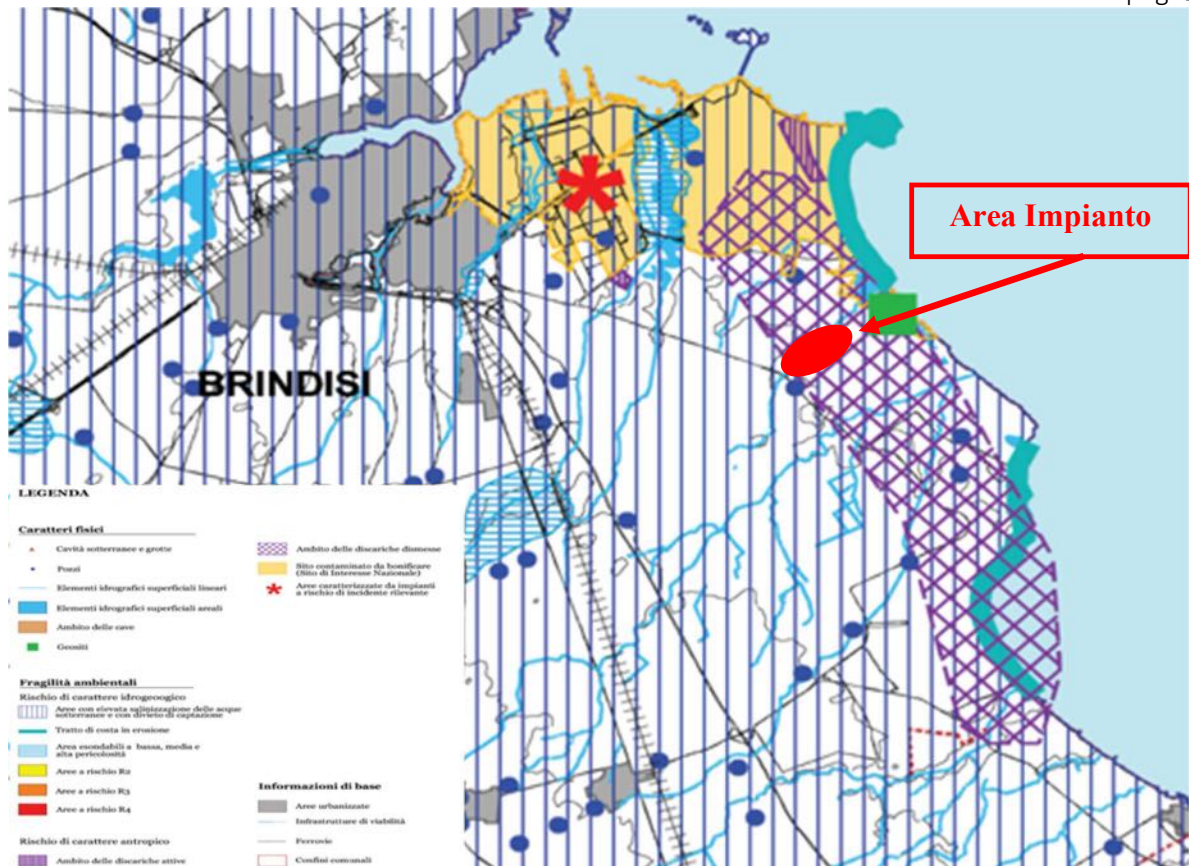 Area Impianto
BRINDISI
LEGENDA
Caratteri fisici
Cavità sotterranee e grotte
Pozzi
Elementi idrografici superficiali lineari
Elementi idrografici superficiali areali
Ambito delle cave
Geositi
Fragilità ambientali
Rischio di carattere idrogeoogico
Aree con elevata salinizzazione delle acque
sotterranee e con divieto di captazione
Tratto di costa in erosione
Area esondabili a bassa, media e
alta pericolosità
Aree a rischio R2
Aree a rischio R3
Aree a rischio R4
Rischio di carattere antropico
Ambito delle discariche attive
Ambito delle discariche dismesse
Sito contaminato da bonificare
(Sito di Interesse Nazionale)
Aree caratterizzate da impianti
a rischio di incidente rilevante
Informazioni di base
Aree urbanizzate
Infrastrutture di viabilità
Ferrovie
Confini comunali